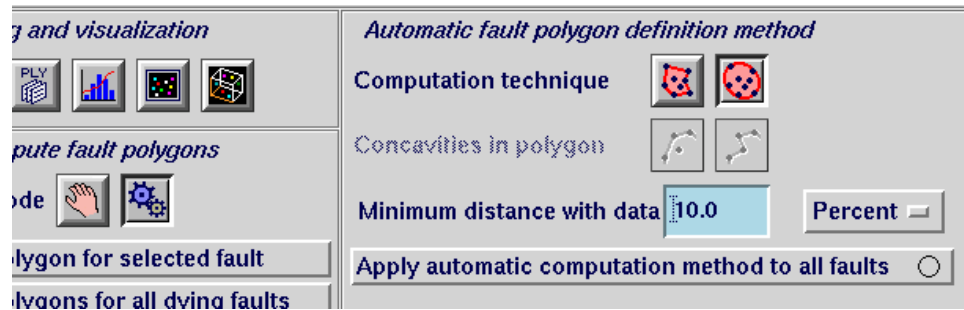 g and visualization
PLY
pute fault polygons
ode
lygon for selected fault
lygons for all dying faults
Automatic fault polygon definition method
Computation technique
Concavities in polygon
Minimum distance with data 10.0 Percent
Apply automatic computation method to all faults